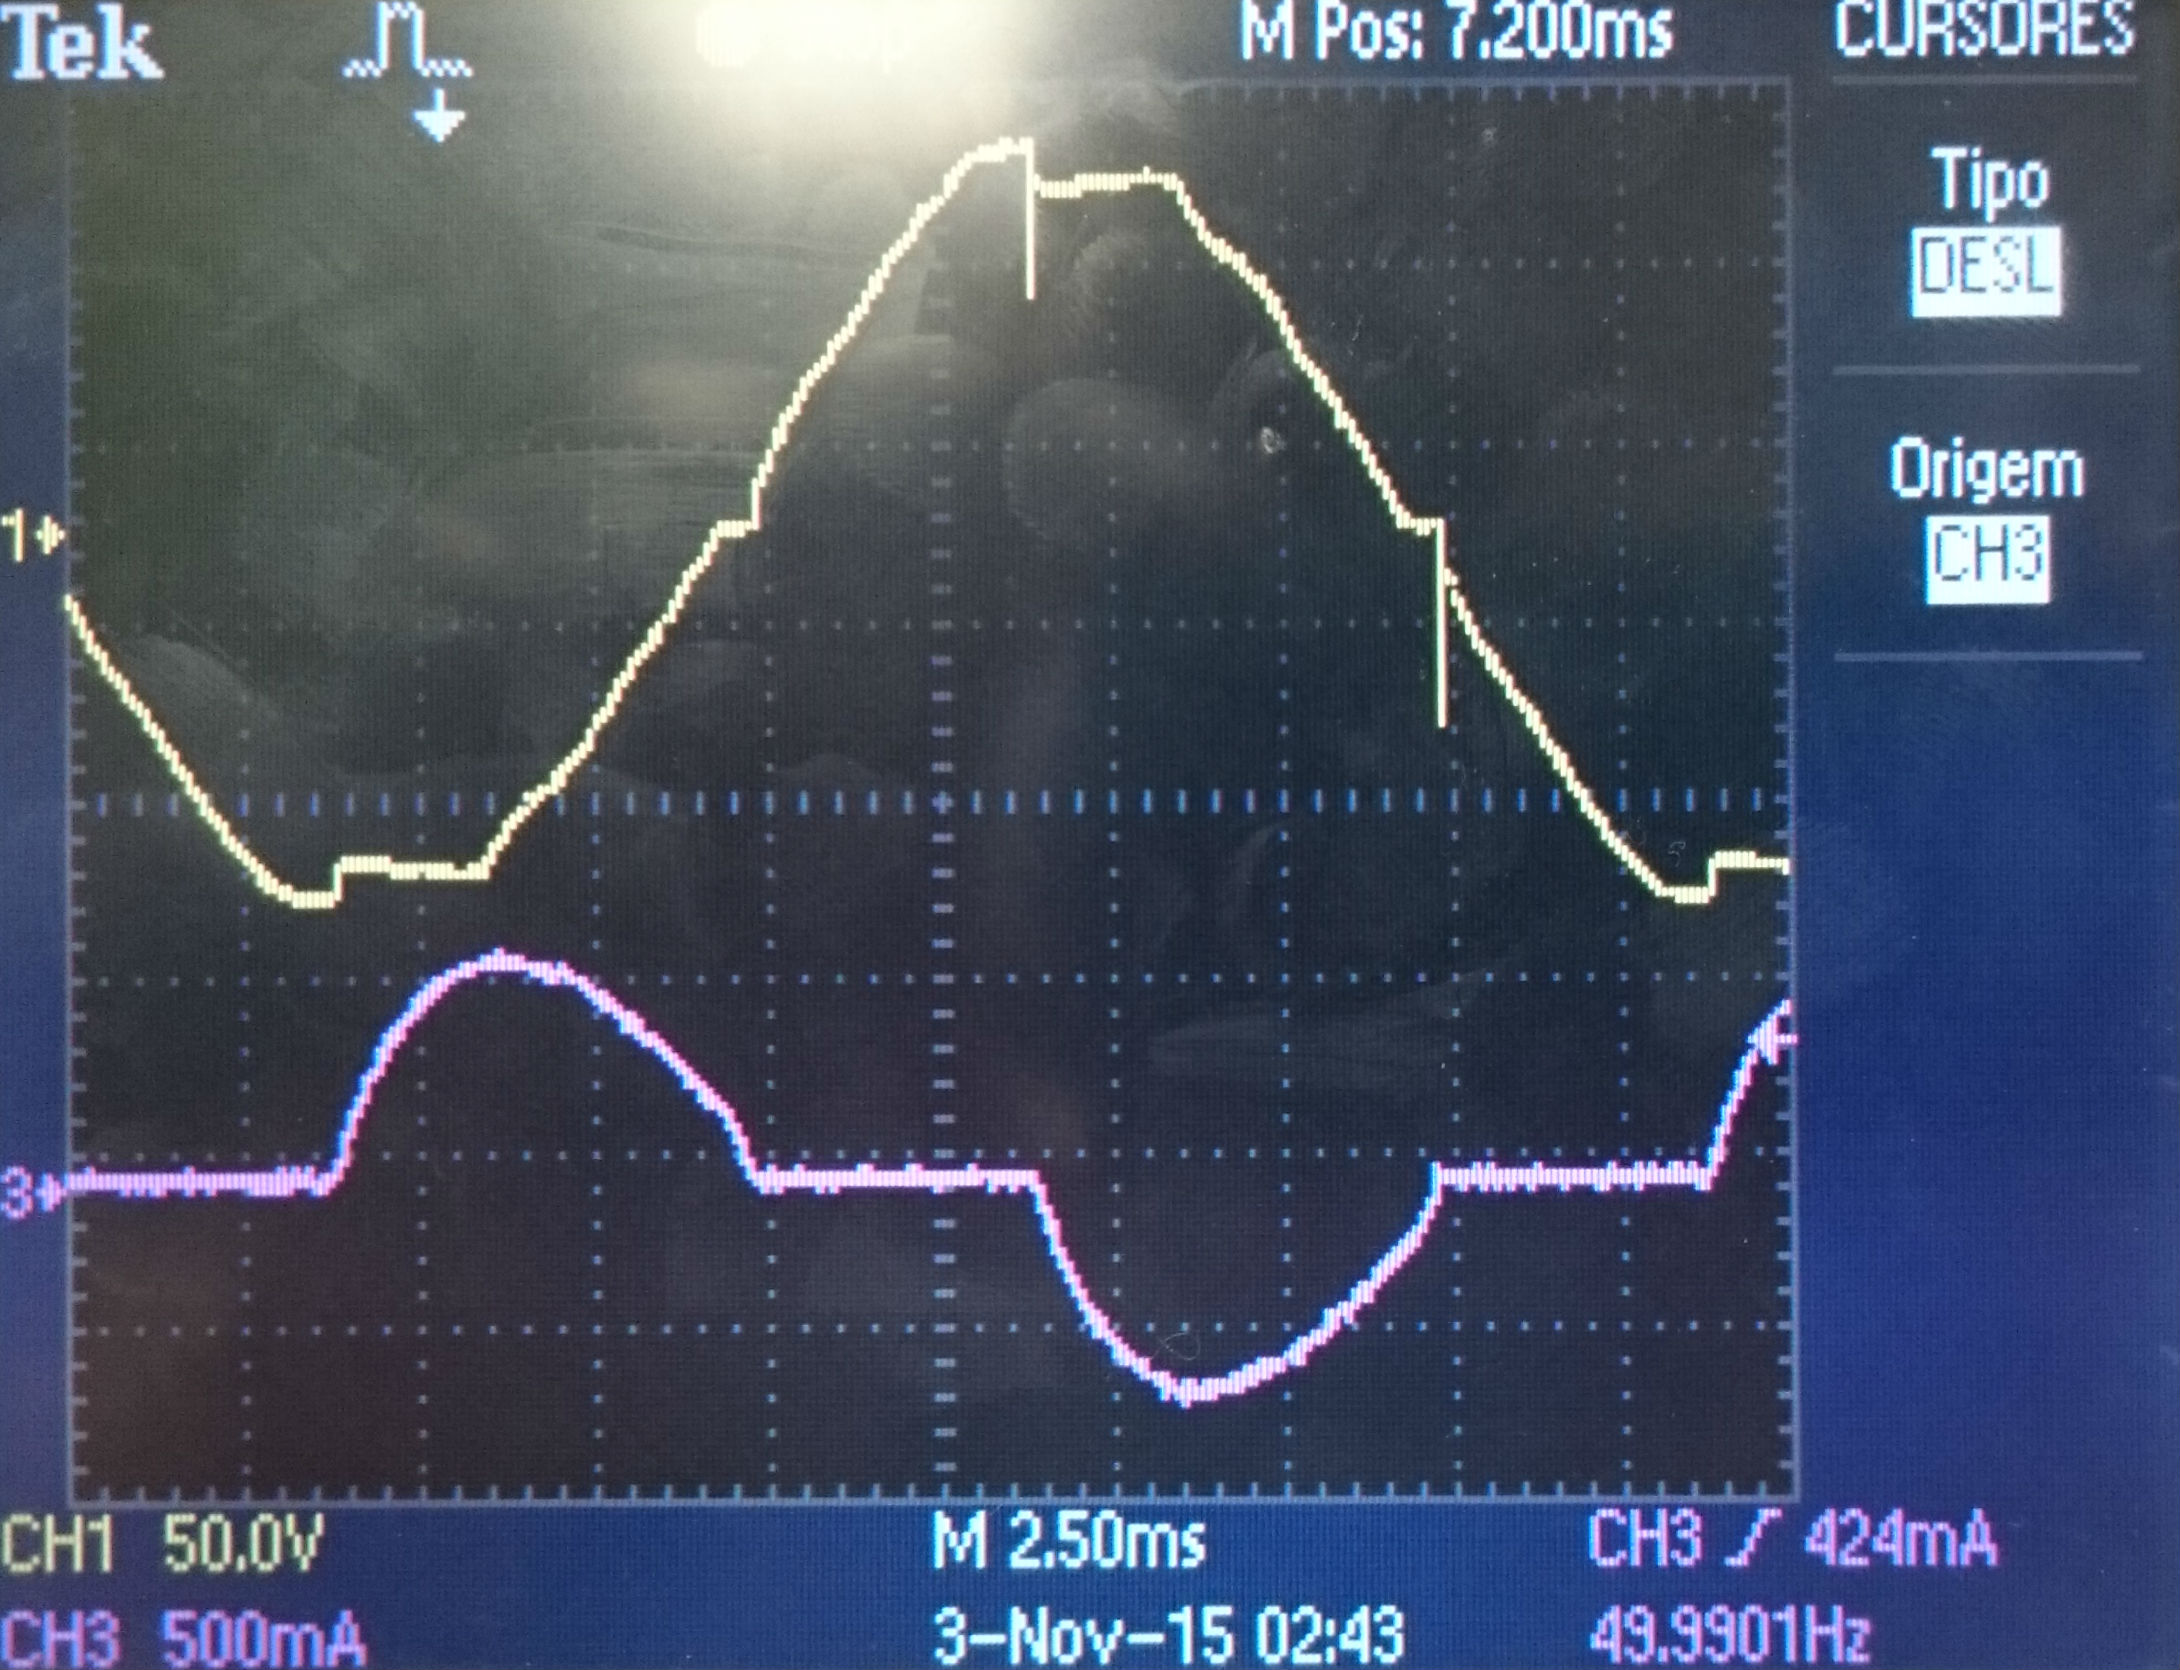 Tek
M Pos: 7.200ms
CURSORES
Tipo
DESL
Origem
CH3
1
3
CH1 50.0V
M 2.50ms
CH3 424mA
CH3 500mA
3-Nov-15 02:43
49.9901Hz